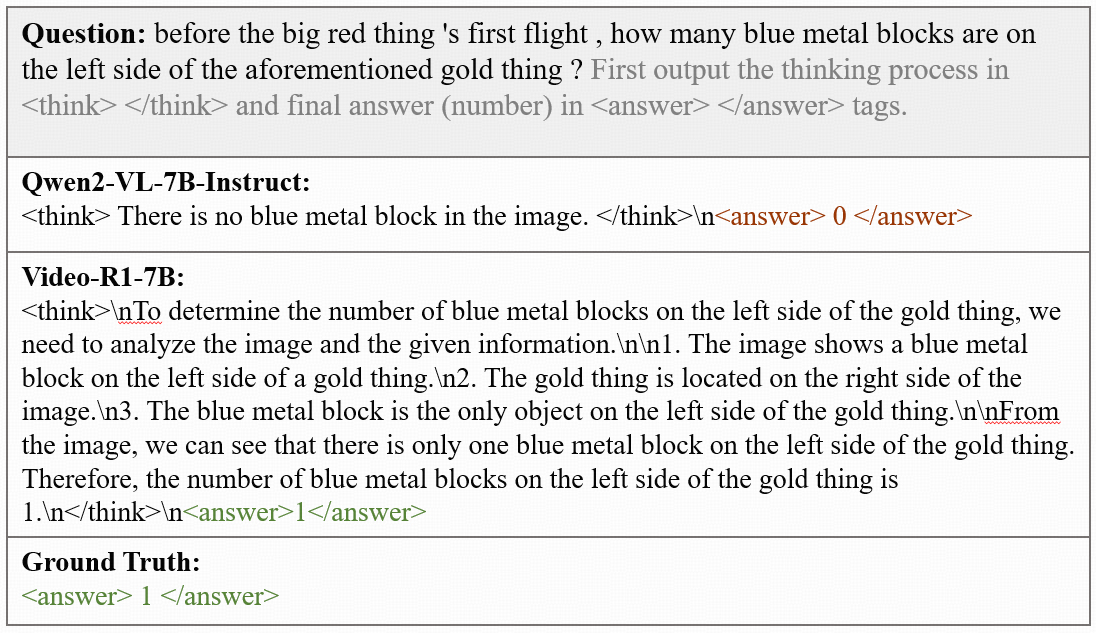 Question: before the big red thing 's first flight , how many blue metal blocks are on
the left side of the aforementioned gold thing ? First output the thinking process in
<think> </think> and final answer (number) in <answer> </answer> tags.
Qwen2-VL-7B-Instruct:
<think> There is no blue metal block in the image. </think>\n<answer> 0 </answer>
Video-R1-7B:
<think>\nTo determine the number of blue metal blocks on the left side of the gold thing, we
need to analyze the image and the given information.\n\n1. The image shows a blue metal
block on the left side of a gold thing.\n2. The gold thing is located on the right side of the
image.\n3. The blue metal block is the only object on the left side of the gold thing.\n\nFrom
the image, we can see that there is only one blue metal block on the left side of the gold thing.
Therefore, the number of blue metal blocks on the left side of the gold thing is
1.\n</think>\n<answer>1</answer>
Ground Truth:
<answer> 1 </answer>